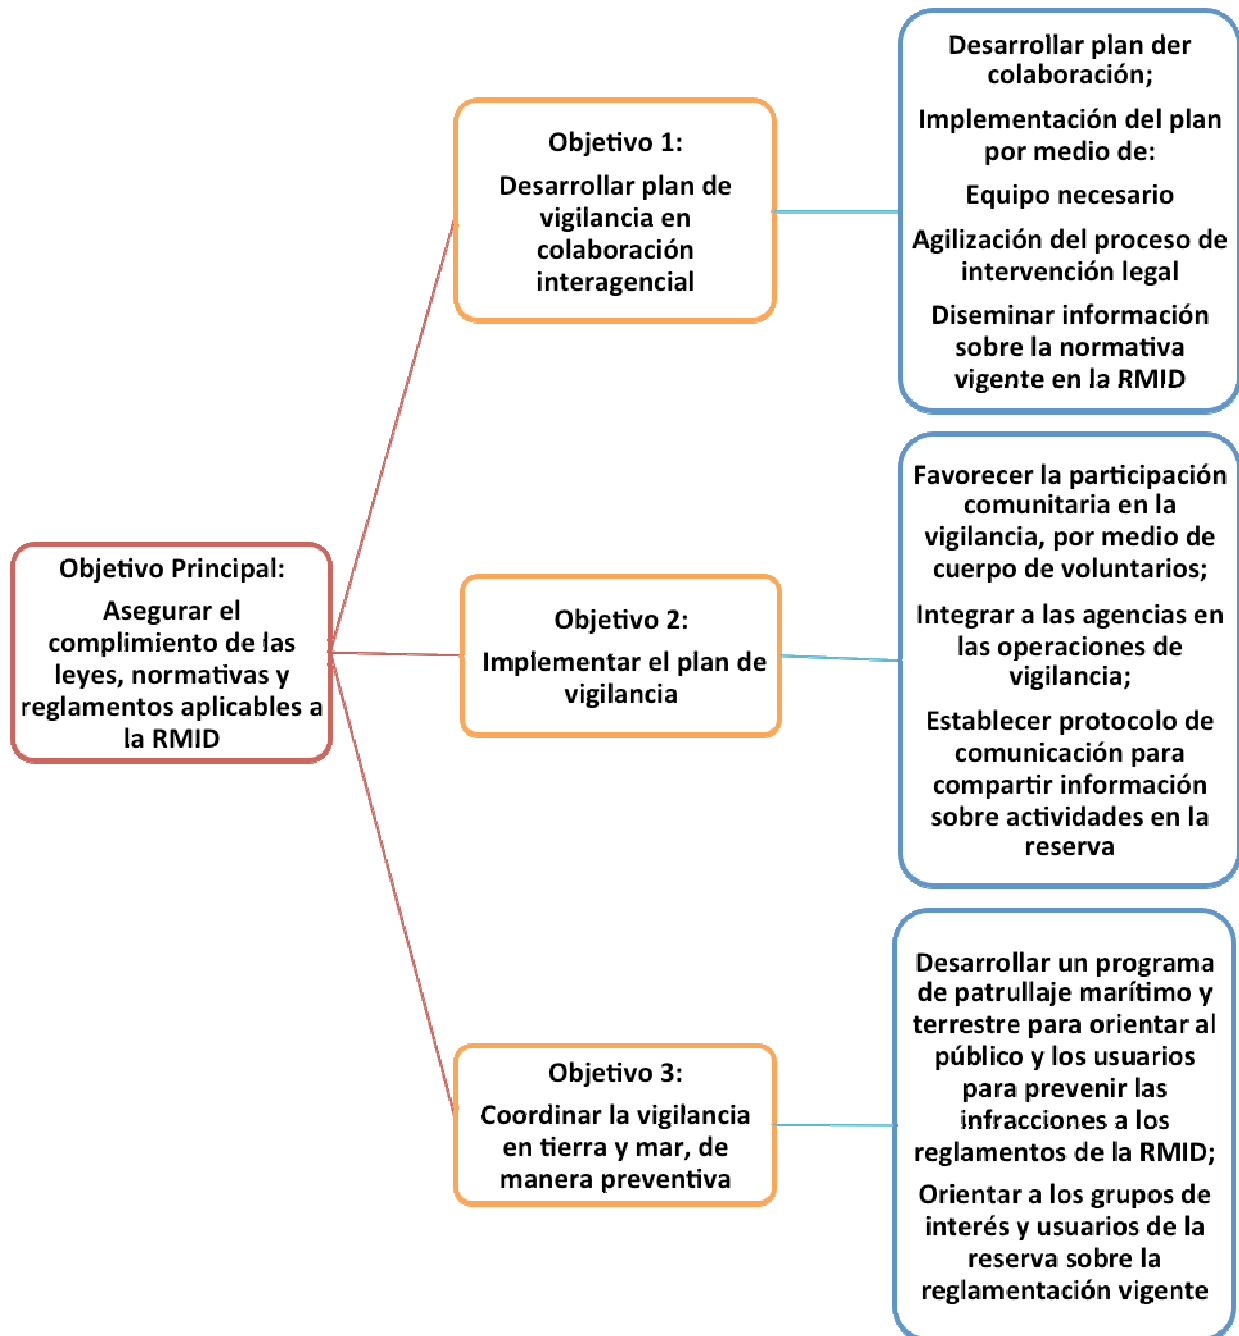 Objetivo Principal:
Asegurar el
complimiento de las
leyes, normativas y
reglamentos aplicables a
la RMID
Objetivo 1:
Desarrollar plan de
vigilancia en
colaboración
interagencial
Desarrollar plan der
colaboración;
Implementación del plan
por medio de:
Equipo necesario
Agilización del proceso de
intervención legal
Diseminar información
sobre la normativa
vigente en la RMID
Objetivo 2:
Implementar el plan de
vigilancia
Favorecer la participación
comunitaria en la
vigilancia, por medio de
cuerpo de voluntarios;
Integrar a las agencias en
las operaciones de
vigilancia;
Establecer protocolo de
comunicación para
compartir información
sobre actividades en la
reserva
Objetivo 3:
Coordinar la vigilancia
en tierra y mar, de
manera preventiva
Desarrollar un programa
de patrullaje marítimo y
terrestre para orientar al
público y los usuarios
para prevenir las
infracciones a los
reglamentos de la RMID;
Orientar a los grupos de
interés y usuarios de la
reserva sobre la
reglamentación vigente